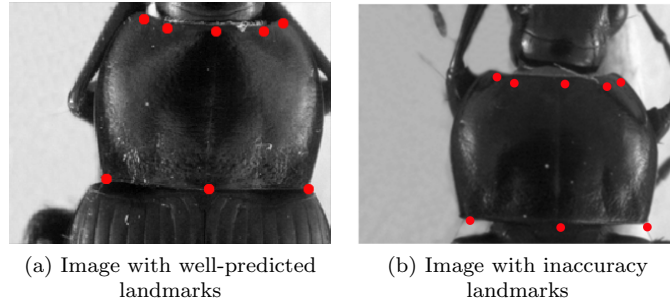 (a) Image with well-predicted
landmarks
(b) Image with inaccuracy
landmarks